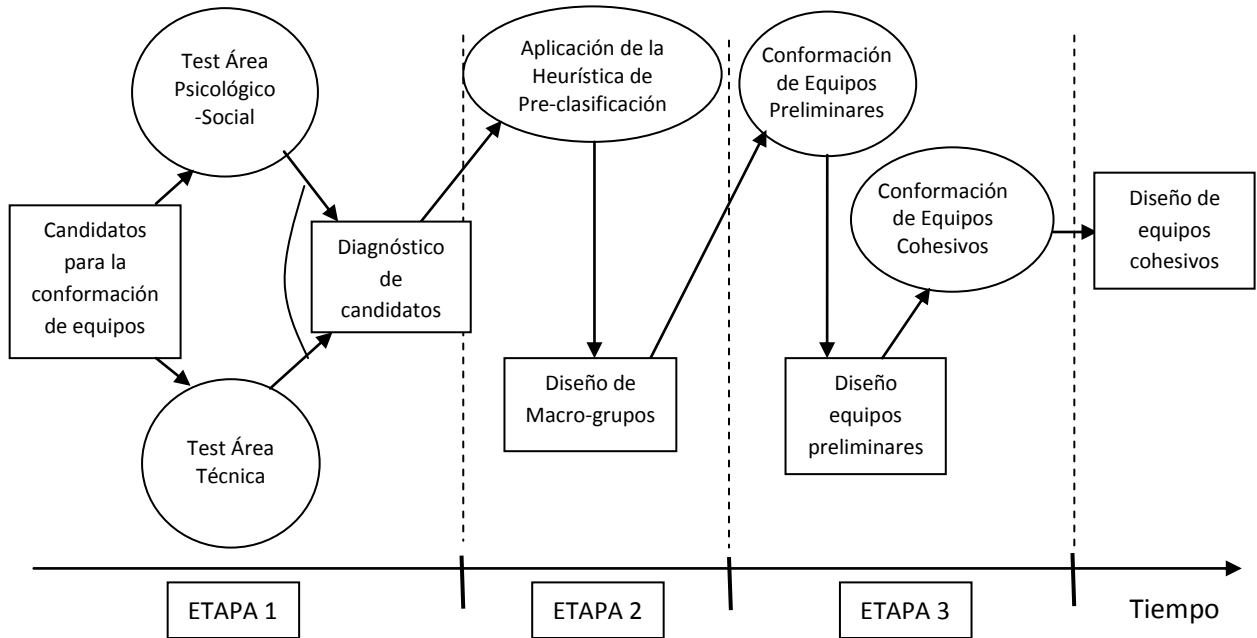 Test Área
Psicológico
-Social
Candidatos
para la
conformación
de equipos
Test Área
Técnica
Diagnóstico
de
candidatos
Aplicación de la
Heurística de
Pre-clasificación
Diseño de
Macro-grupos
Conformación
de Equipos
Preliminares
Diseño
equipos
preliminares
Conformación
de Equipos
Cohesivos
Diseño de
equipos
cohesivos
ETAPA 1
ETAPA 2
ETAPA 3
Tiempo